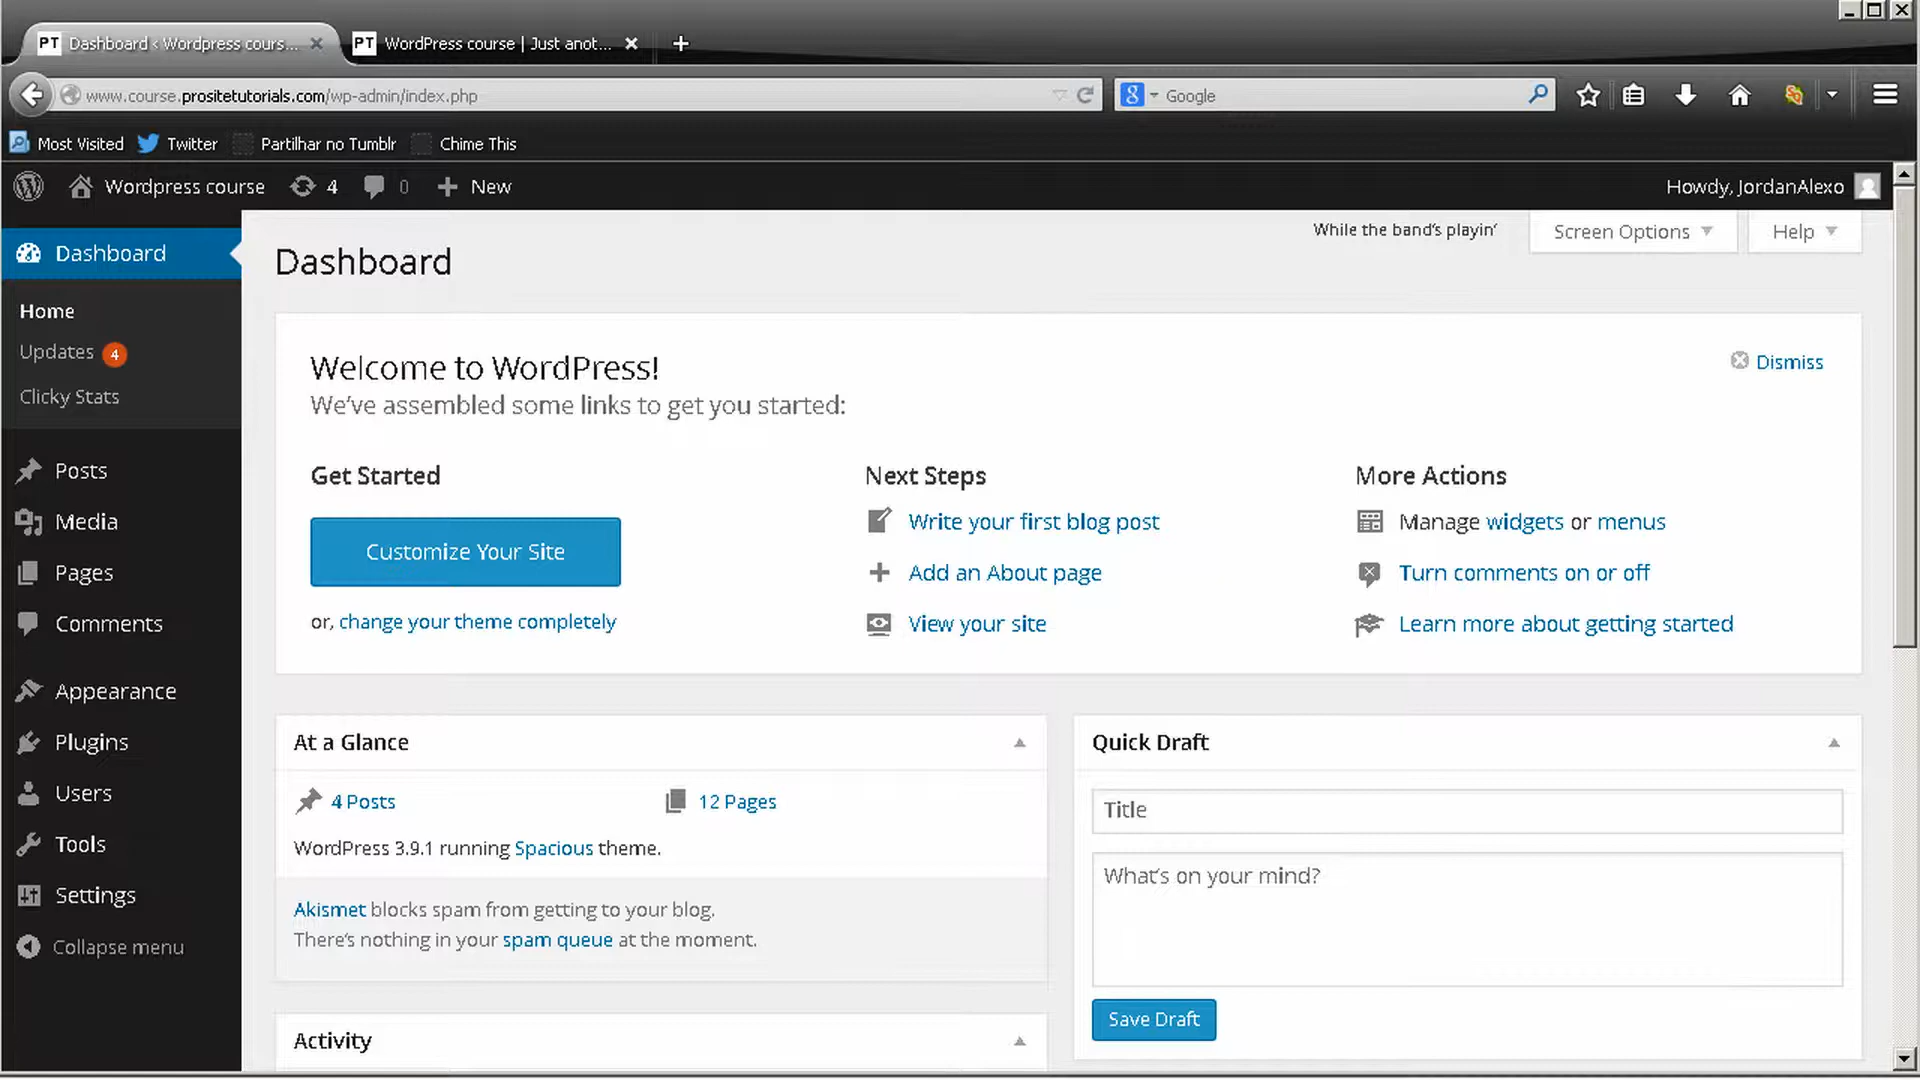 PT Dashboard ‹ Wordpress cours... PT WordPress course | Just anot...
www.course.prositetutorials.com/wp-admin/index.php
8 Google
Most Visited Twitter Partilhar no Tumblr Chime This
Wordpress course 4 0 New
Howdy, JordanAlexo
While the band's playin'
Screen Options
Help
Dashboard
Home
Updates 4
Clicky Stats
Posts
Media
Pages
Comments
Appearance
Plugins
Users
Tools
Settings
Collapse menu
Dashboard
Welcome to WordPress!
We've assembled some links to get you started:
Dismiss
Get Started
Customize Your Site
or, change your theme completely
Next Steps
Write your first blog post
Add an About page
View your site
More Actions
Manage widgets or menus
Turn comments on or off
Learn more about getting started
At a Glance
4 Posts 12 Pages
WordPress 3.9.1 running Spacious theme.
Akismet blocks spam from getting to your blog.
There's nothing in your spam queue at the moment.
Activity
Quick Draft
Title
What's on your mind?
Save Draft